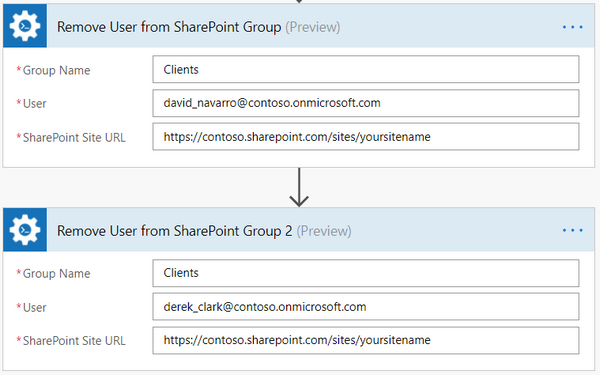 Remove User from SharePoint Group (Preview)
...
*Group Name Clients
*User david_navarro@contoso.onmicrosoft.com
*SharePoint Site URL https://contoso.sharepoint.com/sites/yoursitename
Remove User from SharePoint Group 2 (Preview)
...
*Group Name Clients
*User derek_clark@contoso.onmicrosoft.com
*SharePoint Site URL https://contoso.sharepoint.com/sites/yoursitename